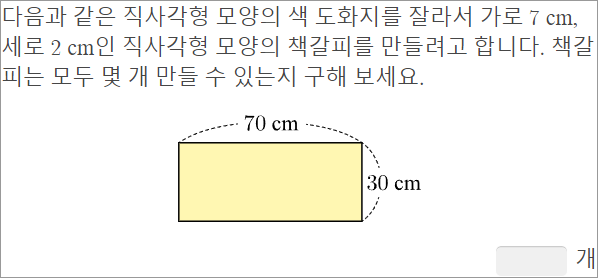 다음과 같은 직사각형 모양의 색 도화지를 잘라서 가로 7 cm,
세로 2 cm인 직사각형 모양의 책갈피를 만들려고 합니다. 책갈
피는 모두 몇 개 만들 수 있는지 구해 보세요.
70 cm
30 cm
개